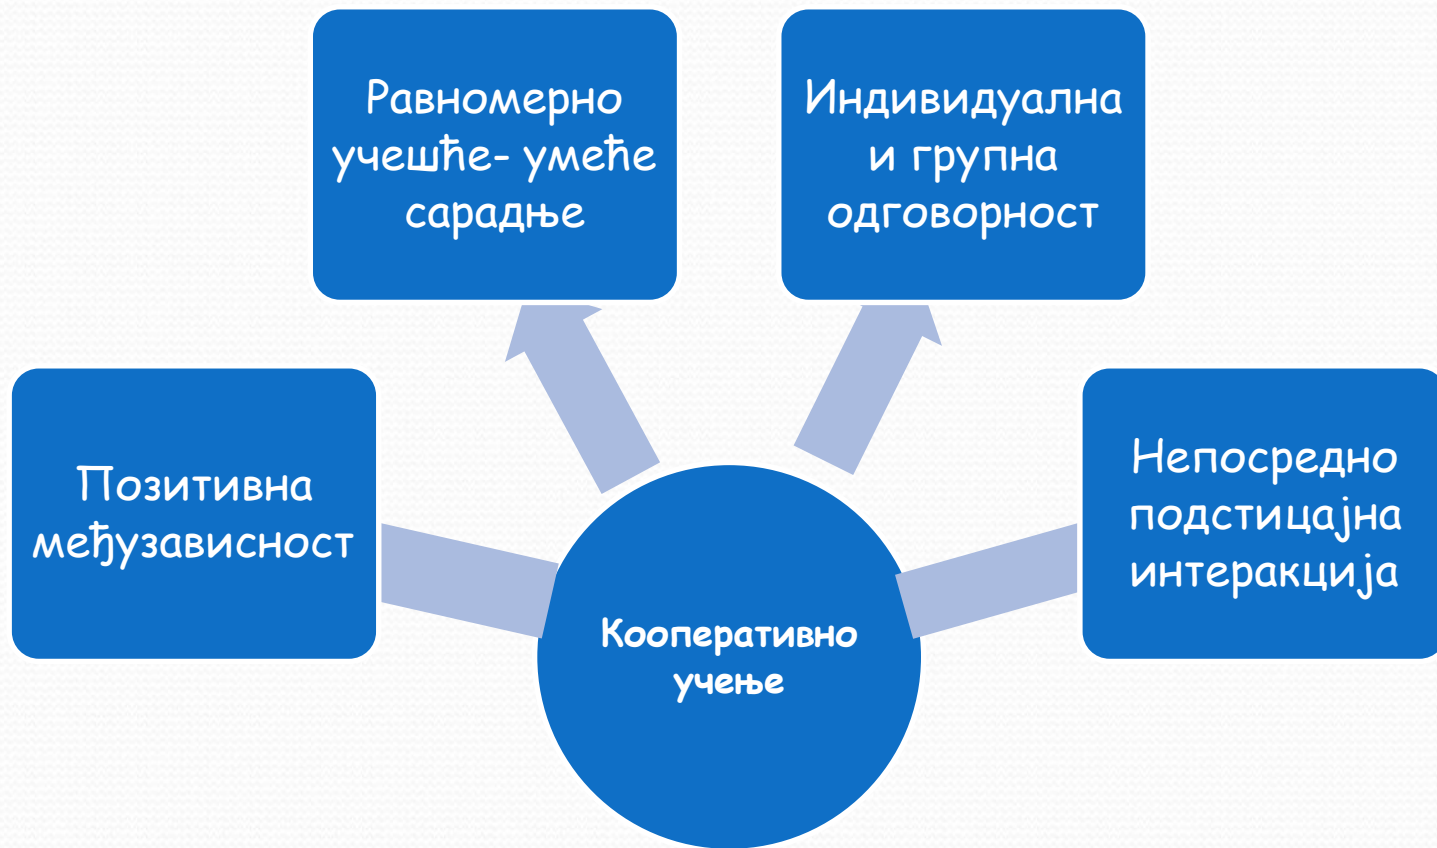 Равномерно
учешће- умеће
сарадње
Индивидуална
и групна
одговорност
Позитивна
међузависност
Непосредно
подстицајна
интеракција
Кооперативно
учење